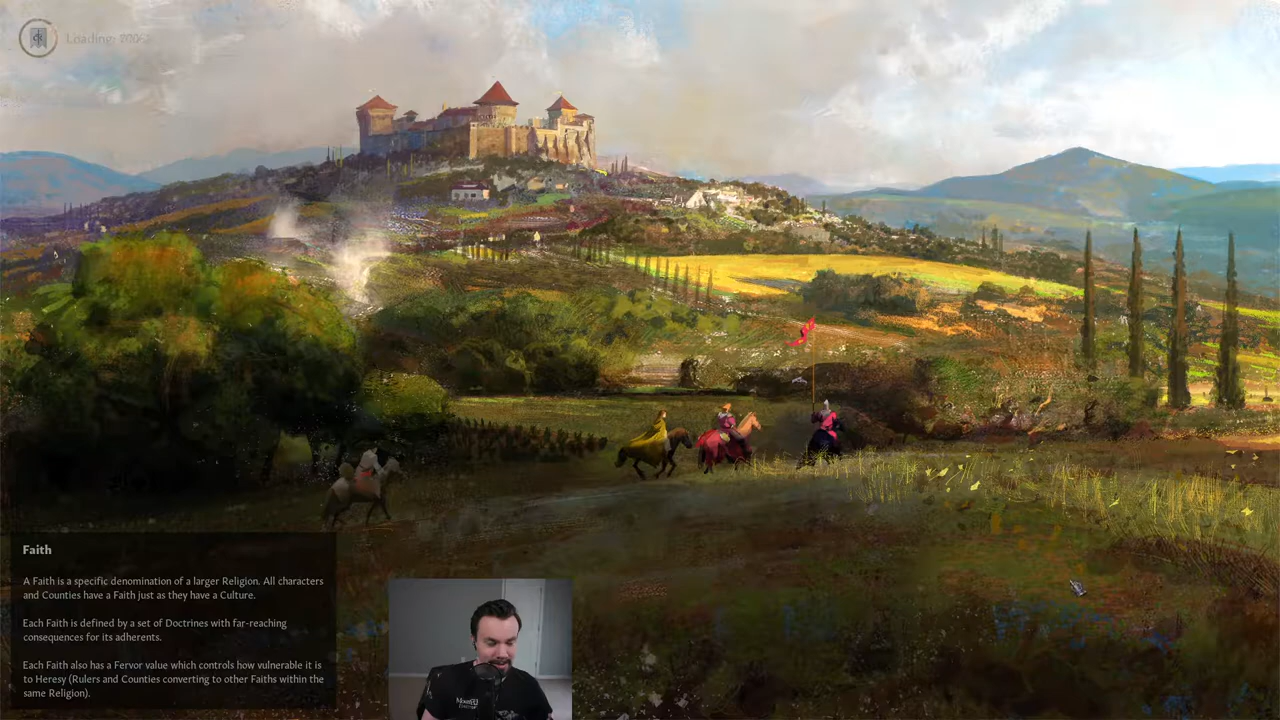 Loading:
Faith
A Faith is a specific denomination of a larger Religion. All characters
and Counties have a Faith just as they have a Culture.
Each Faith is defined by a set of Doctrines with far-reaching
consequences for its adherents.
Each Faith also has a Fervor value which controls how vulnerable it is
to Heresy (Rulers and Counties converting to other Faiths within the
same Religion).